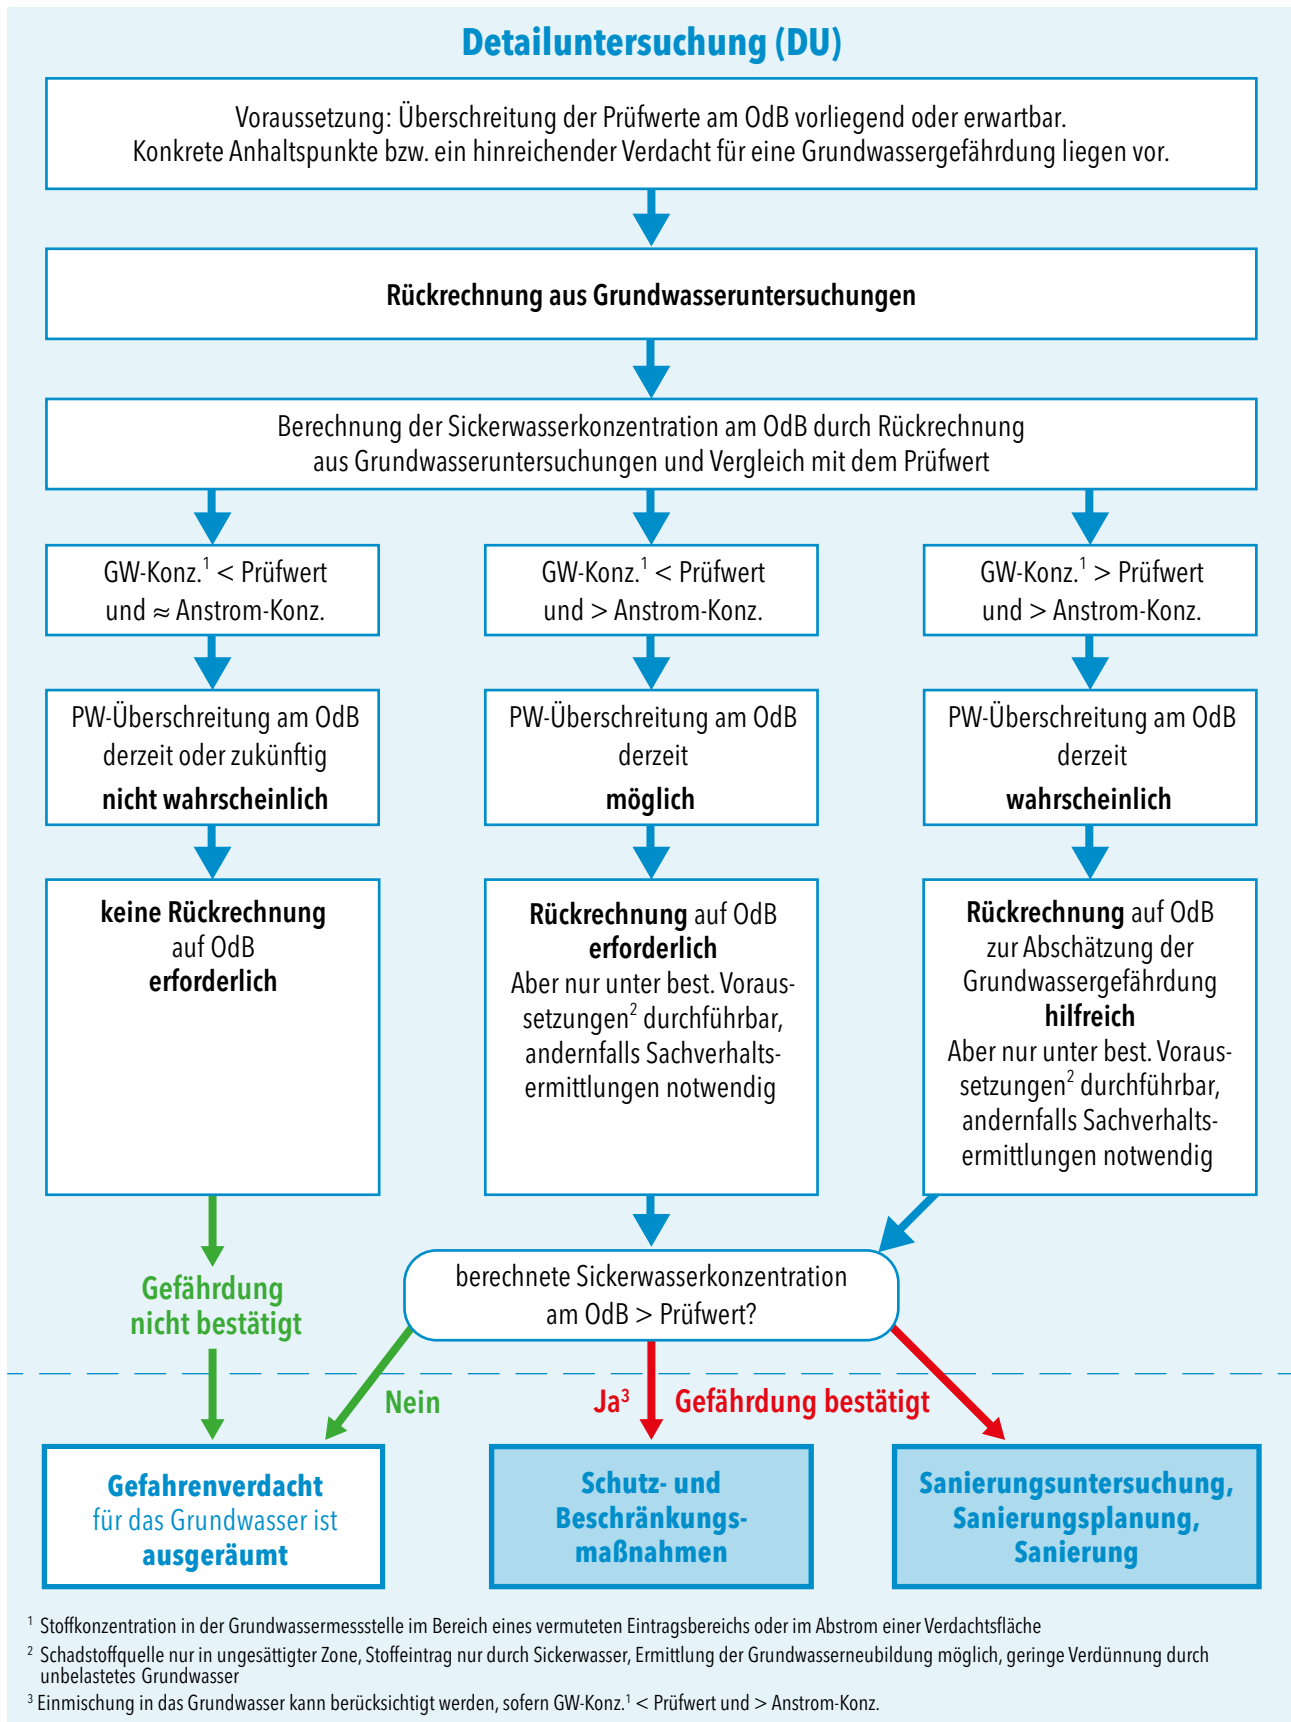 Detailuntersuchung (DU)
Voraussetzung: Überschreitung der Prüfwerte am OdB vorliegend oder erwartbar.
Konkrete Anhaltspunkte bzw. ein hinreichender Verdacht für eine Grundwassergefährdung liegen vor.
Rückrechnung aus Grundwasseruntersuchungen
Berechnung der Sickerwasserkonzentration am OdB durch Rückrechnung
aus Grundwasseruntersuchungen und Vergleich mit dem Prüfwert
GW-Konz.¹ < Prüfwert
und ≈ Anstrom-Konz.
GW-Konz.¹ < Prüfwert
und > Anstrom-Konz.
GW-Konz.¹ > Prüfwert
und > Anstrom-Konz.
PW-Überschreitung am OdB
derzeit oder zukünftig
nicht wahrscheinlich
PW-Überschreitung am OdB
derzeit
möglich
PW-Überschreitung am OdB
derzeit
wahrscheinlich
keine Rückrechnung
auf OdB
erforderlich
Rückrechnung auf OdB
erforderlich
Aber nur unter best. Voraus-
setzungen² durchführbar,
andernfalls Sachverhalts-
ermittlungen notwendig
Rückrechnung auf OdB
zur Abschätzung der
Grundwassergefährdung
hilfreich
Aber nur unter best. Voraus-
setzungen² durchführbar,
andernfalls Sachverhalts-
ermittlungen notwendig
Gefährdung
nicht bestätigt
berechnete Sickerwasserkonzentration
am OdB > Prüfwert?
Nein
Ja³ Gefährdung bestätigt
Gefahrenverdacht
für das Grundwasser ist
ausgeräumt
Schutz- und
Beschränkungs-
maßnahmen
Sanierungsuntersuchung,
Sanierungsplanung,
Sanierung
¹ Stoffkonzentration in der Grundwassermessstelle im Bereich eines vermuteten Eintragsbereichs oder im Abstrom einer Verdachtsfläche
² Schadstoffquelle nur in ungesättigter Zone, Stoffeintrag nur durch Sickerwasser, Ermittlung der Grundwasserneubildung möglich, geringe Verdünnung durch
unbelastetes Grundwasser
³ Einmischung in das Grundwasser kann berücksichtigt werden, sofern GW-Konz.¹ < Prüfwert und > Anstrom-Konz.